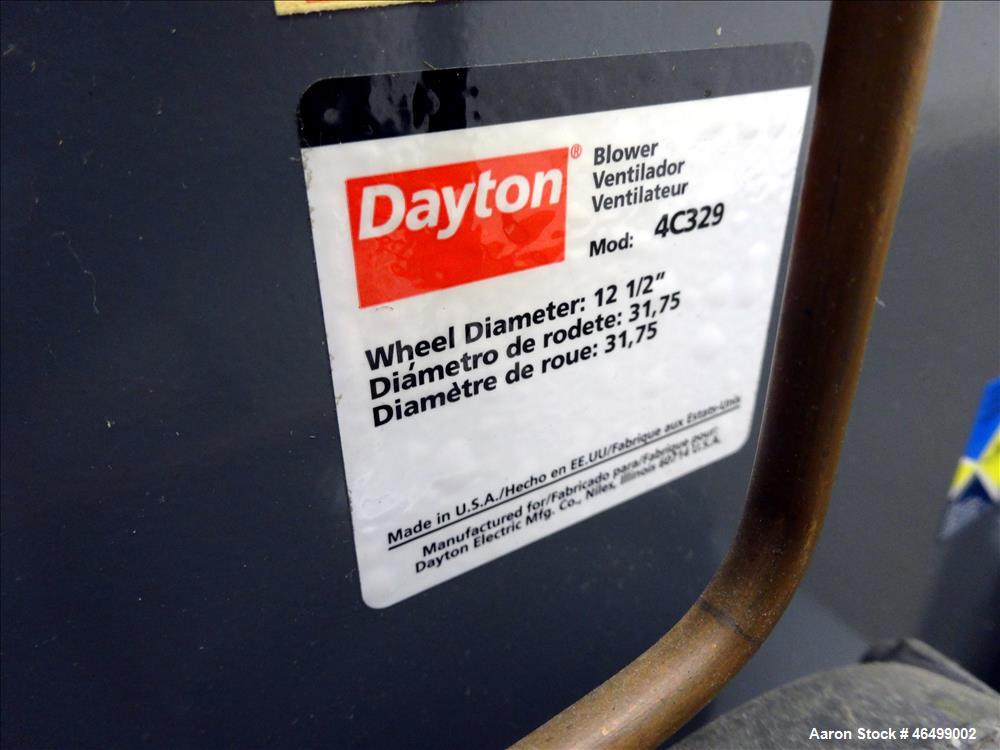 Dayton®
Blower
Ventilador
Ventilateur
Mod: 4C329
Wheel Diameter: 12 1/2"
Diámetro de rodete: 31,75
Diamètre de roue: 31,75
Made in U.S.A./Hecho en EE.UU/Fabrique aux Estats-Unis
Manufactured for/Fabricado para/Fabrique pour:
Dayton Electric Mfg. Co., Niles, Illinois 60714 U.S.A.
Aaron Stock # 46499002